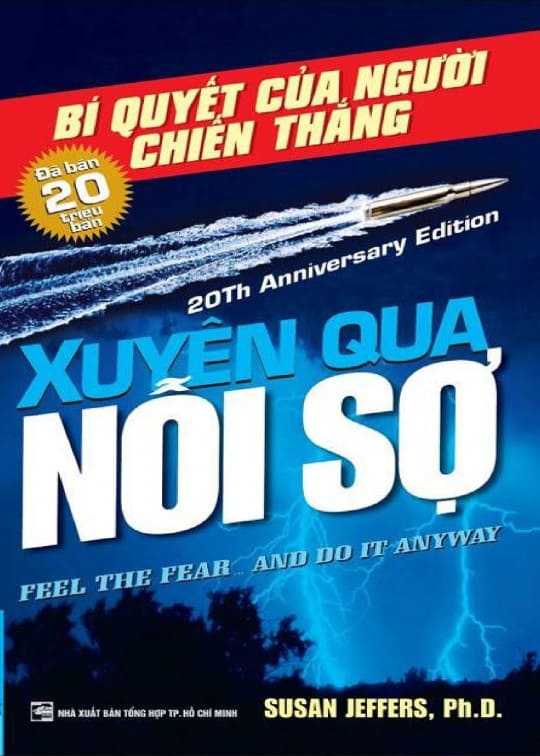 BÍ QUYẾT CỦA NGƯỜI
CHIẾN THẮNG
Đã bán
20
triệu
bản
20Th Anniversary Edition
XUYÊN QUA
NỖI SỢ
FEEL THE FEAR... AND DO IT ANYWAY
NHÀ XUẤT BẢN TỔNG HỢP TP. HỒ CHÍ MINH
SUSAN JEFFERS, Ph.D.